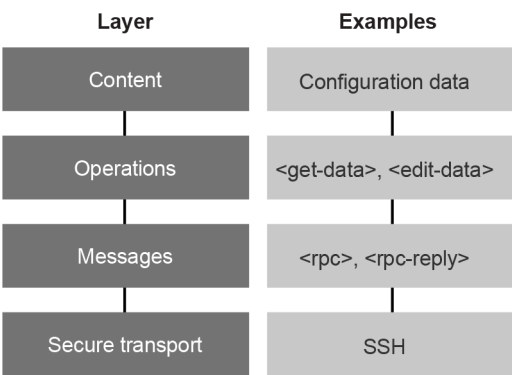 Layer Examples
Content Configuration data
Operations <get-data>, <edit-data>
Messages <rpc>, <rpc-reply>
Secure transport SSH